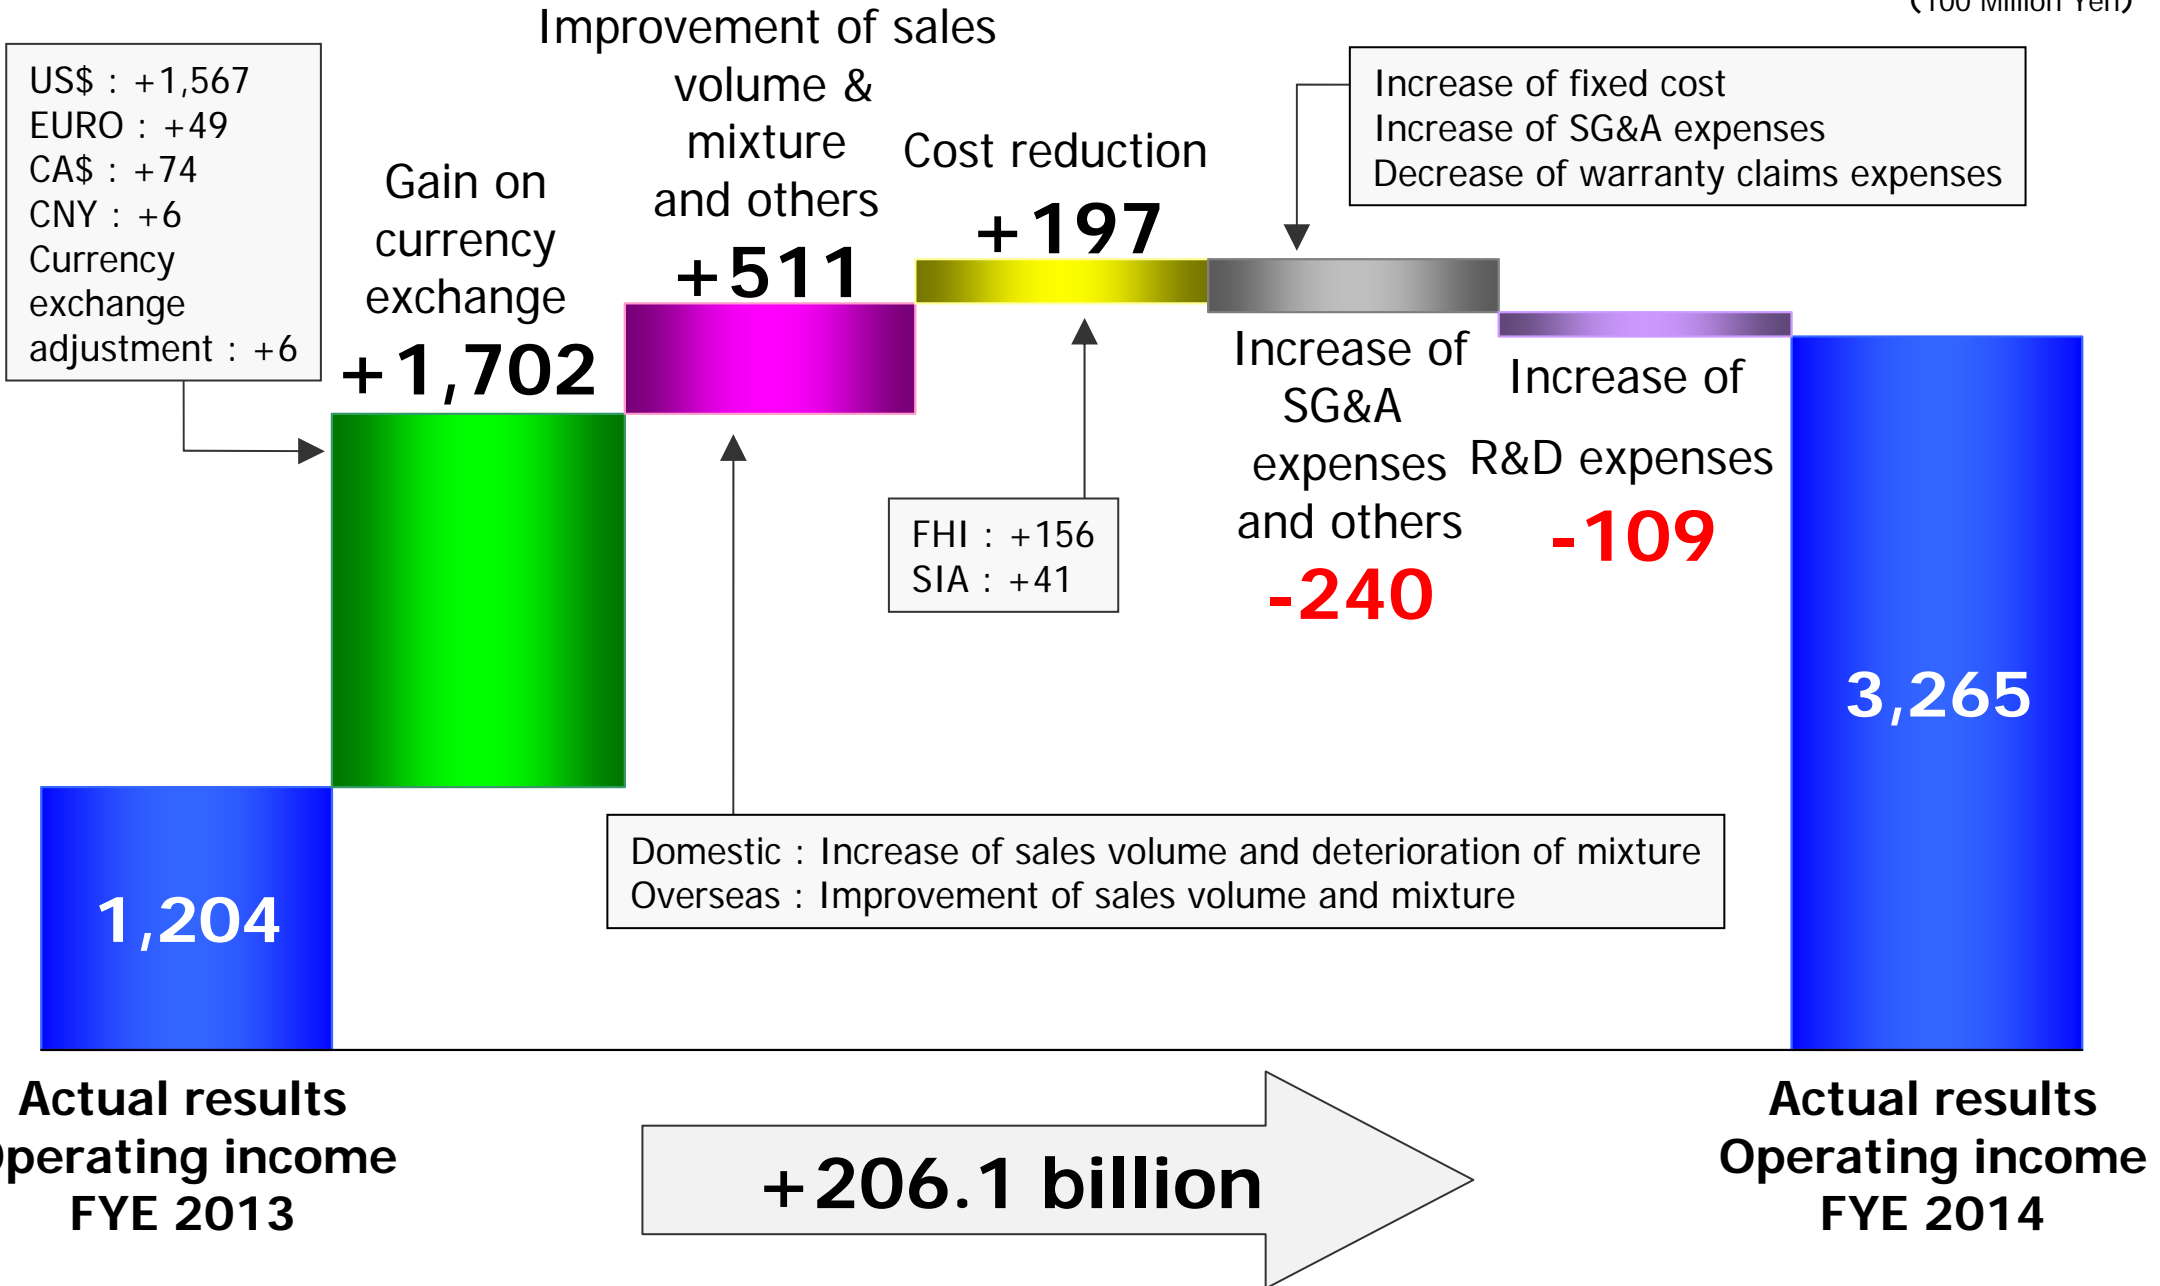 (100 Million Yen)
US$ : +1,567
EURO : +49
CA$ : +74
CNY : +6
Currency
exchange
adjustment : +6
Gain on
currency
exchange
+1,702
Improvement of sales
volume &
mixture
and others
+511
Cost reduction
+197
Increase of fixed cost
Increase of SG&A expenses
Decrease of warranty claims expenses
Increase of
SG&A
expenses
and others
-240
Increase of
R&D expenses
-109
FHI : +156
SIA : +41
Domestic : Increase of sales volume and deterioration of mixture
Overseas : Improvement of sales volume and mixture
1,204
3,265
Actual results
Operating income
FYE 2013
+206.1 billion
Actual results
Operating income
FYE 2014